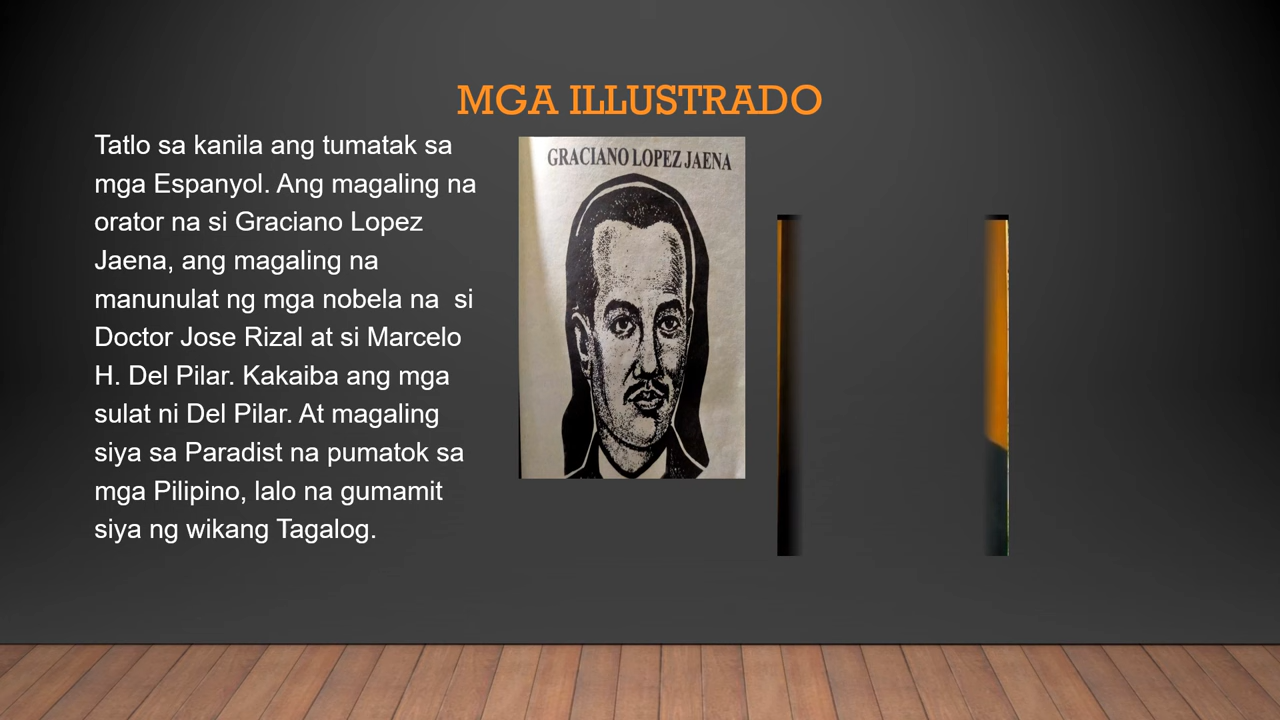 MGA ILLUSTRADO
Tatlo sa kanila ang tumatak sa
mga Espanyol. Ang magaling na
orator na si Graciano Lopez
Jaena, ang magaling na
manunulat ng mga nobela na  si
Doctor Jose Rizal at si Marcelo
H. Del Pilar. Kakaiba ang mga
sulat ni Del Pilar. At magaling
siya sa Paradist na pumatok sa
mga Pilipino, lalo na gumamit
siya ng wikang Tagalog.
GRACIANO LOPEZ JAENA